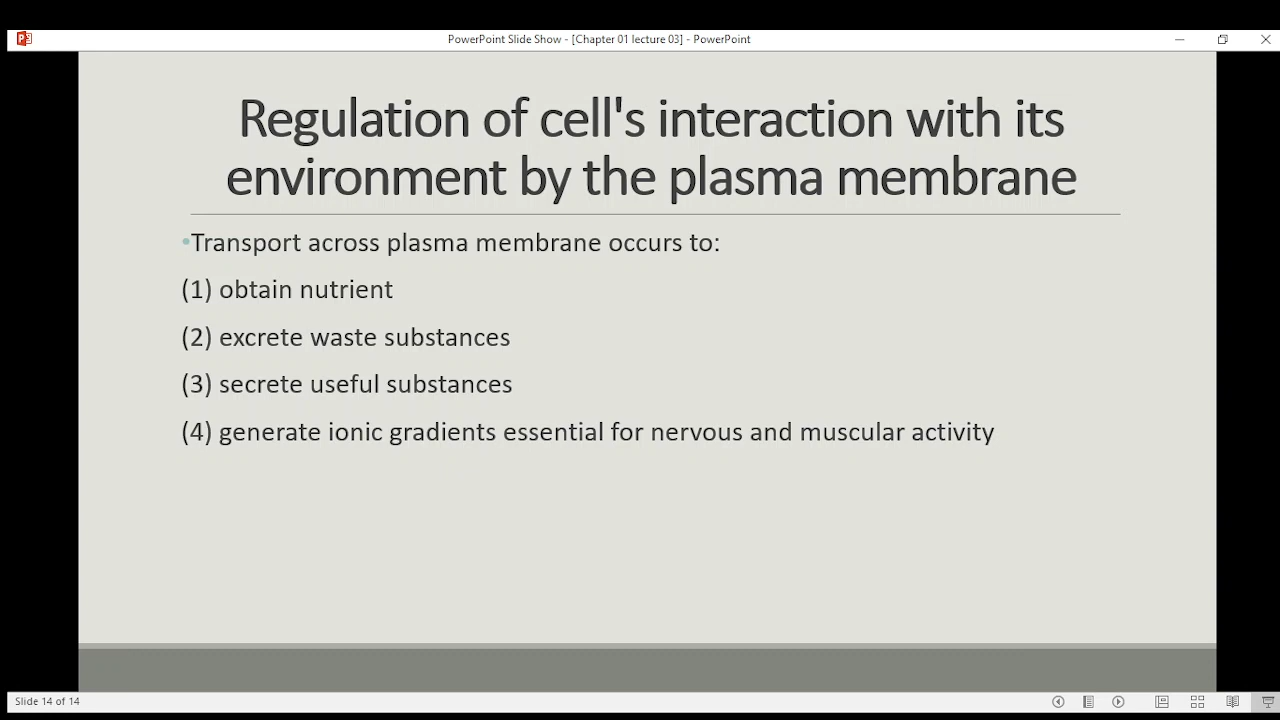 PowerPoint Slide Show - [Chapter 01 lecture 03] - PowerPoint
Regulation of cell's interaction with its
environment by the plasma membrane
•Transport across plasma membrane occurs to:
(1) obtain nutrient
(2) excrete waste substances
(3) secrete useful substances
(4) generate ionic gradients essential for nervous and muscular activity
Slide 14 of 14